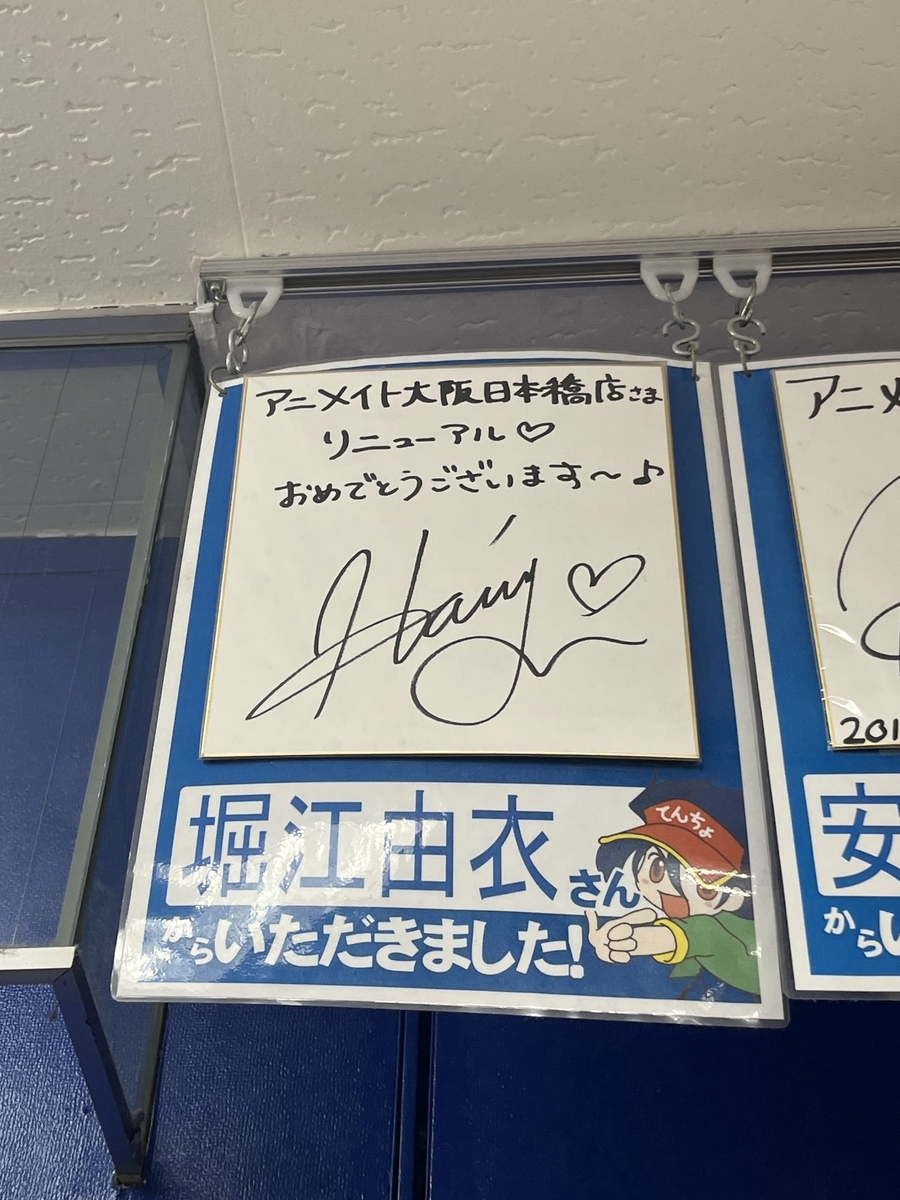 アニメイト大阪日本橋店さま
リニューアル♡
おめでとうございます〜♪
堀江由衣さん
からいただきました!
てんちょ
アニメ
201
安
からい